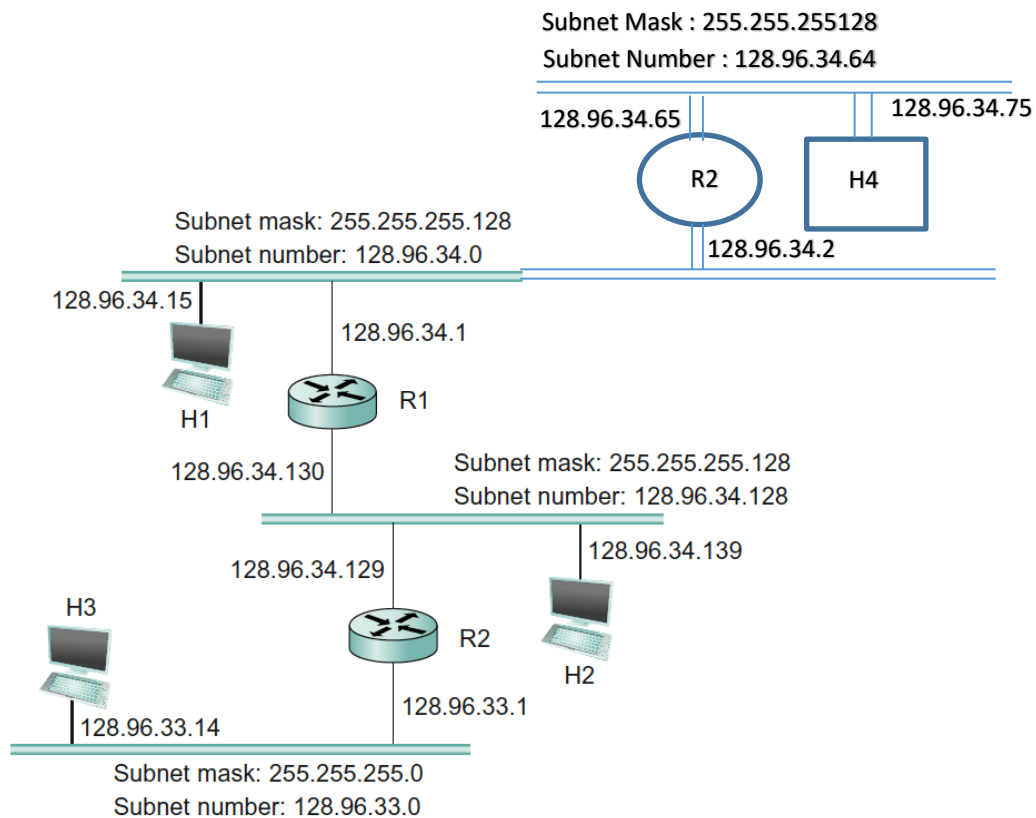 Subnet Mask : 255.255.255128
Subnet Number : 128.96.34.64
128.96.34.65
128.96.34.75
R2
H4
128.96.34.2
Subnet mask: 255.255.255.128
Subnet number: 128.96.34.0
128.96.34.15
128.96.34.1
H1
R1
128.96.34.130
Subnet mask: 255.255.255.128
Subnet number: 128.96.34.128
128.96.34.129
128.96.34.139
H3
R2
H2
128.96.33.14
128.96.33.1
Subnet mask: 255.255.255.0
Subnet number: 128.96.33.0